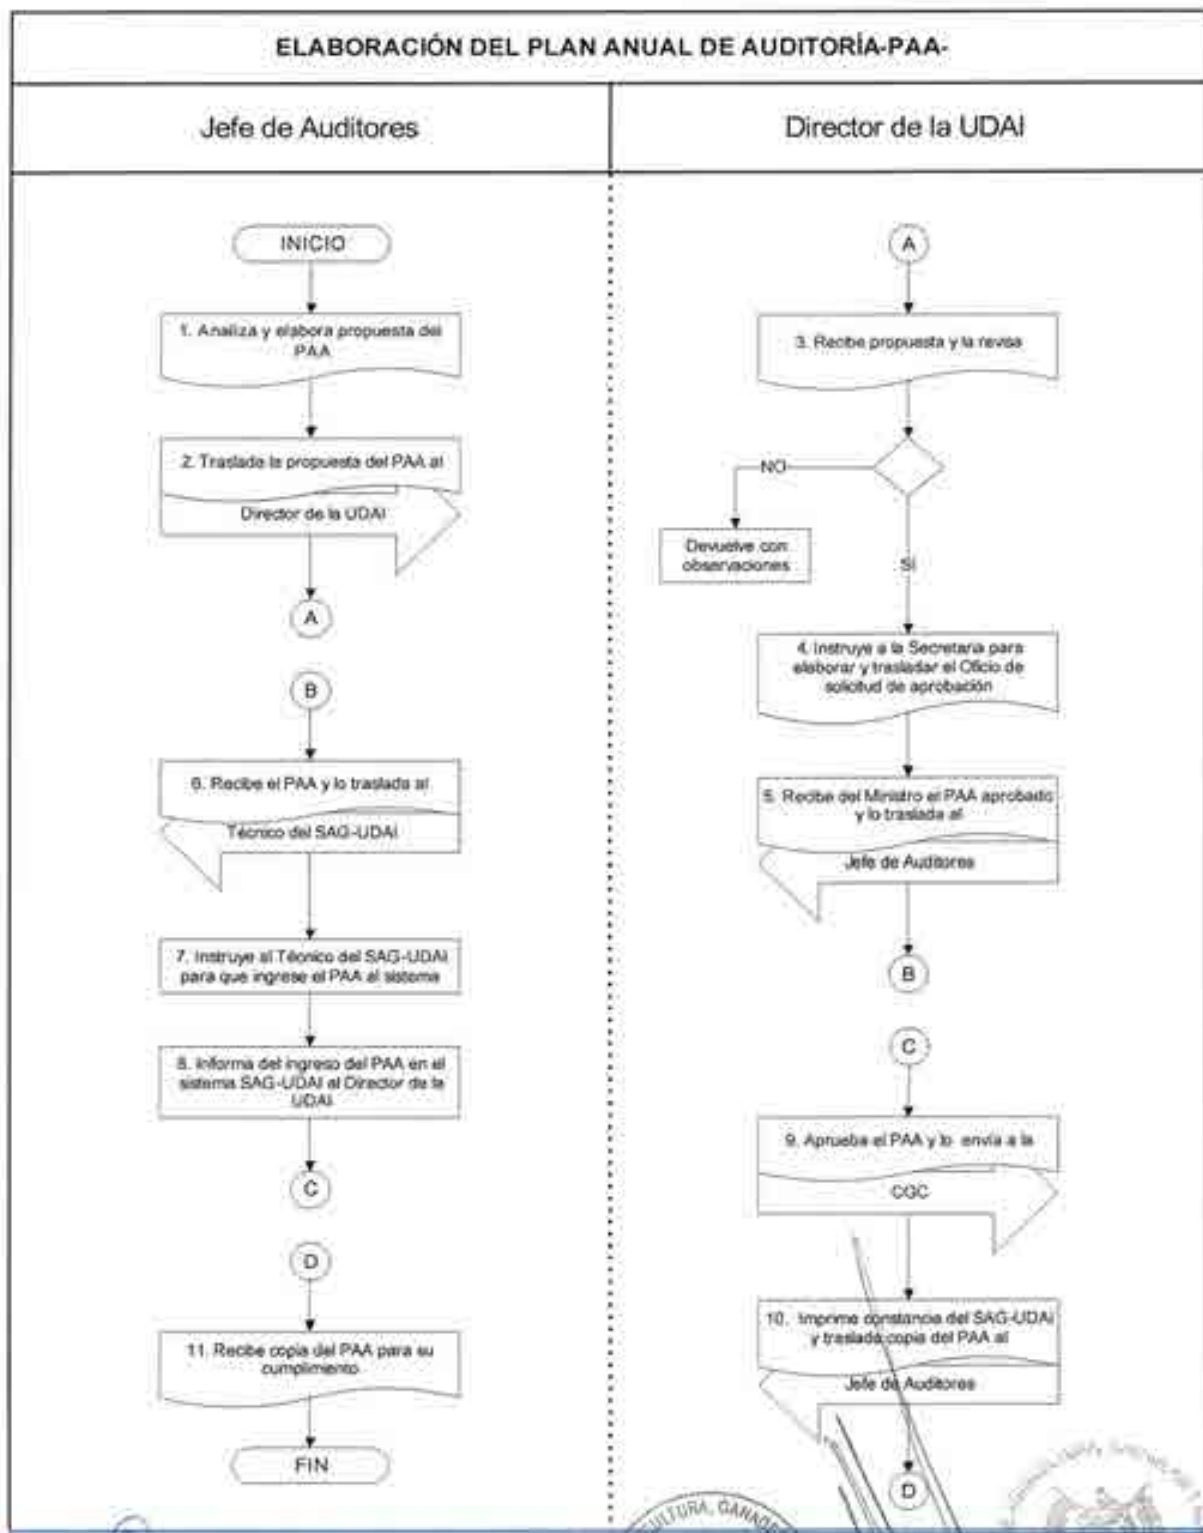 ELABORACIÓN DEL PLAN ANUAL DE AUDITORÍA-PAA-
Jefe de Auditores
Director de la UDAI
INICIO
1. Analiza y elabora propuesta del
PAA
2. Traslada la propuesta del PAA al
Director de la UDAI
A
B
6. Recibe el PAA y lo traslada al
Técnico del SAG-UDAI
7. Instruye al Técnico del SAG-UDAI
para que ingrese el PAA al sistema
8. Informa del ingreso del PAA en el
sistema SAG-UDAI al Director de la
UDAI
C
D
11. Recibe copia del PAA para su
cumplimiento
FIN
A
3. Recibe propuesta y la revisa
NO
Devuelve con
observaciones
SI
4. Instruye a la Secretaria para
elaborar y trasladar el Oficio de
solicitud de aprobación
5. Recibe del Ministro el PAA aprobado
y lo traslada al
Jefe de Auditores
B
C
9. Aprueba el PAA y lo envía a la
CGC
10. Imprime constancia del SAG-UDAI
y traslada copia del PAA al
Jefe de Auditores
D